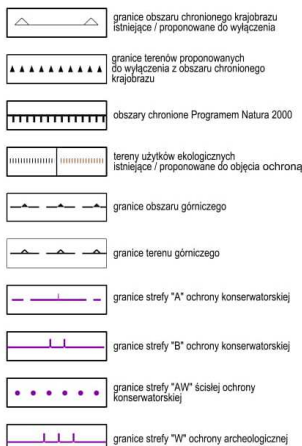 granice obszaru chronionego krajobrazu
istniejące / proponowane do wyłączenia
granice terenów proponowanych
do wyłączenia z obszaru chronionego
krajobrazu
obszary chronione Programem Natura 2000
tereny użytków ekologicznych
istniejące / proponowane do objęcia ochroną
granice obszaru górniczego
granice terenu górniczego
granice strefy "A" ochrony konserwatorskiej
granice strefy "B" ochrony konserwatorskiej
granice strefy "AW" ścisłej ochrony
konserwatorskiej
granice strefy "W" ochrony archeologicznej